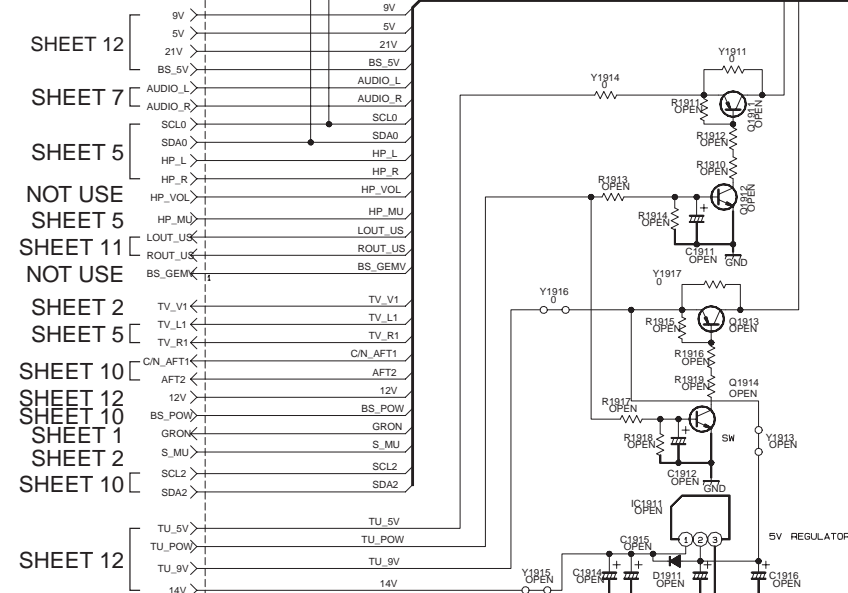 SHEET 12
9V 9V
5V 5V
21V 21V
BS_5V BS_5V
SHEET 7
AUDIO_L AUDIO_L
AUDIO_R AUDIO_R
SHEET 5
SCL0 SCL0
SDA0 SDA0
HP_L HP_L
HP_R HP_R
NOT USE HP_VOL HP_VOL
SHEET 5 HP_MU HP_MU
SHEET 11
LOUT_US LOUT_US
ROUT_US ROUT_US
NOT USE BS_GEMV 1 BS_GEMV
SHEET 2 TV_V1 TV_V1
SHEET 5
TV_L1 TV_L1
TV_R1 TV_R1
SHEET 10
C/N_AFT1 C/N_AFT1
AFT2 AFT2
SHEET 12 12V 12V
SHEET 10 BS_POW BS_POW
SHEET 1 GRON GRON
SHEET 2 S_MU S_MU
SHEET 10
SCL2 SCL2
SDA2 SDA2
SHEET 12
TU_5V TU_5V
TU_POW TU_POW
TU_9V TU_9V
14V 14V
Y1911
0
Y1914
0
R1911
OPEN
Q1911
OPEN
R1912
OPEN
R1910
OPEN
R1913
OPEN
Q1912
OPEN
R1914
OPEN
+
C1911
OPEN
GND
Y1917
0
Y1916
0
R1915
OPEN
Q1913
OPEN
R1916
OPEN
R1919
OPEN
Q1914
OPEN
R1917
OPEN
R1918
OPEN
+
SW
Y1913
OPEN
C1912
OPEN
GND
IC1911
OPEN
1 2 3
5V REGULATOR
C1915
OPEN
Y1915
OPEN
C1914
OPEN
+ +
D1911
OPEN
+ +
C1916
OPEN